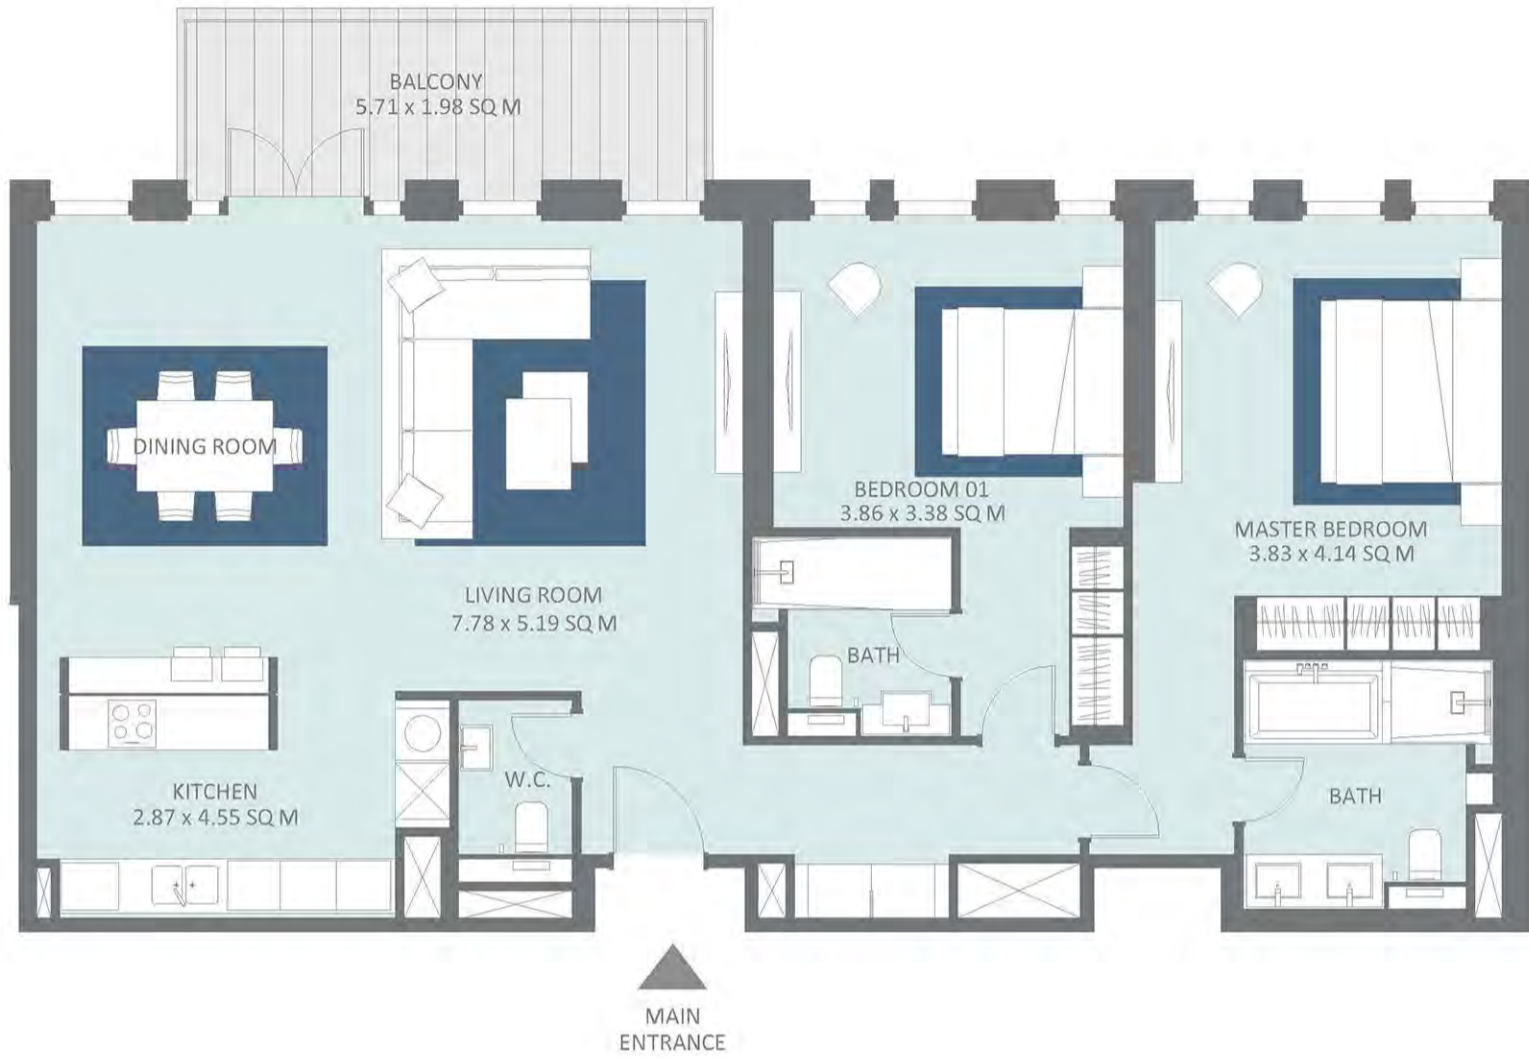 BALCONY
5.71 x 1.98 SQ M
DINING ROOM
BEDROOM 01
3.86 x 3.38 SQ M
MASTER BEDROOM
3.83 x 4.14 SQ M
LIVING ROOM
7.78 x 5.19 SQ M
BATH
W.C.
KITCHEN
2.87 x 4.55 SQ M
BATH
MAIN
ENTRANCE